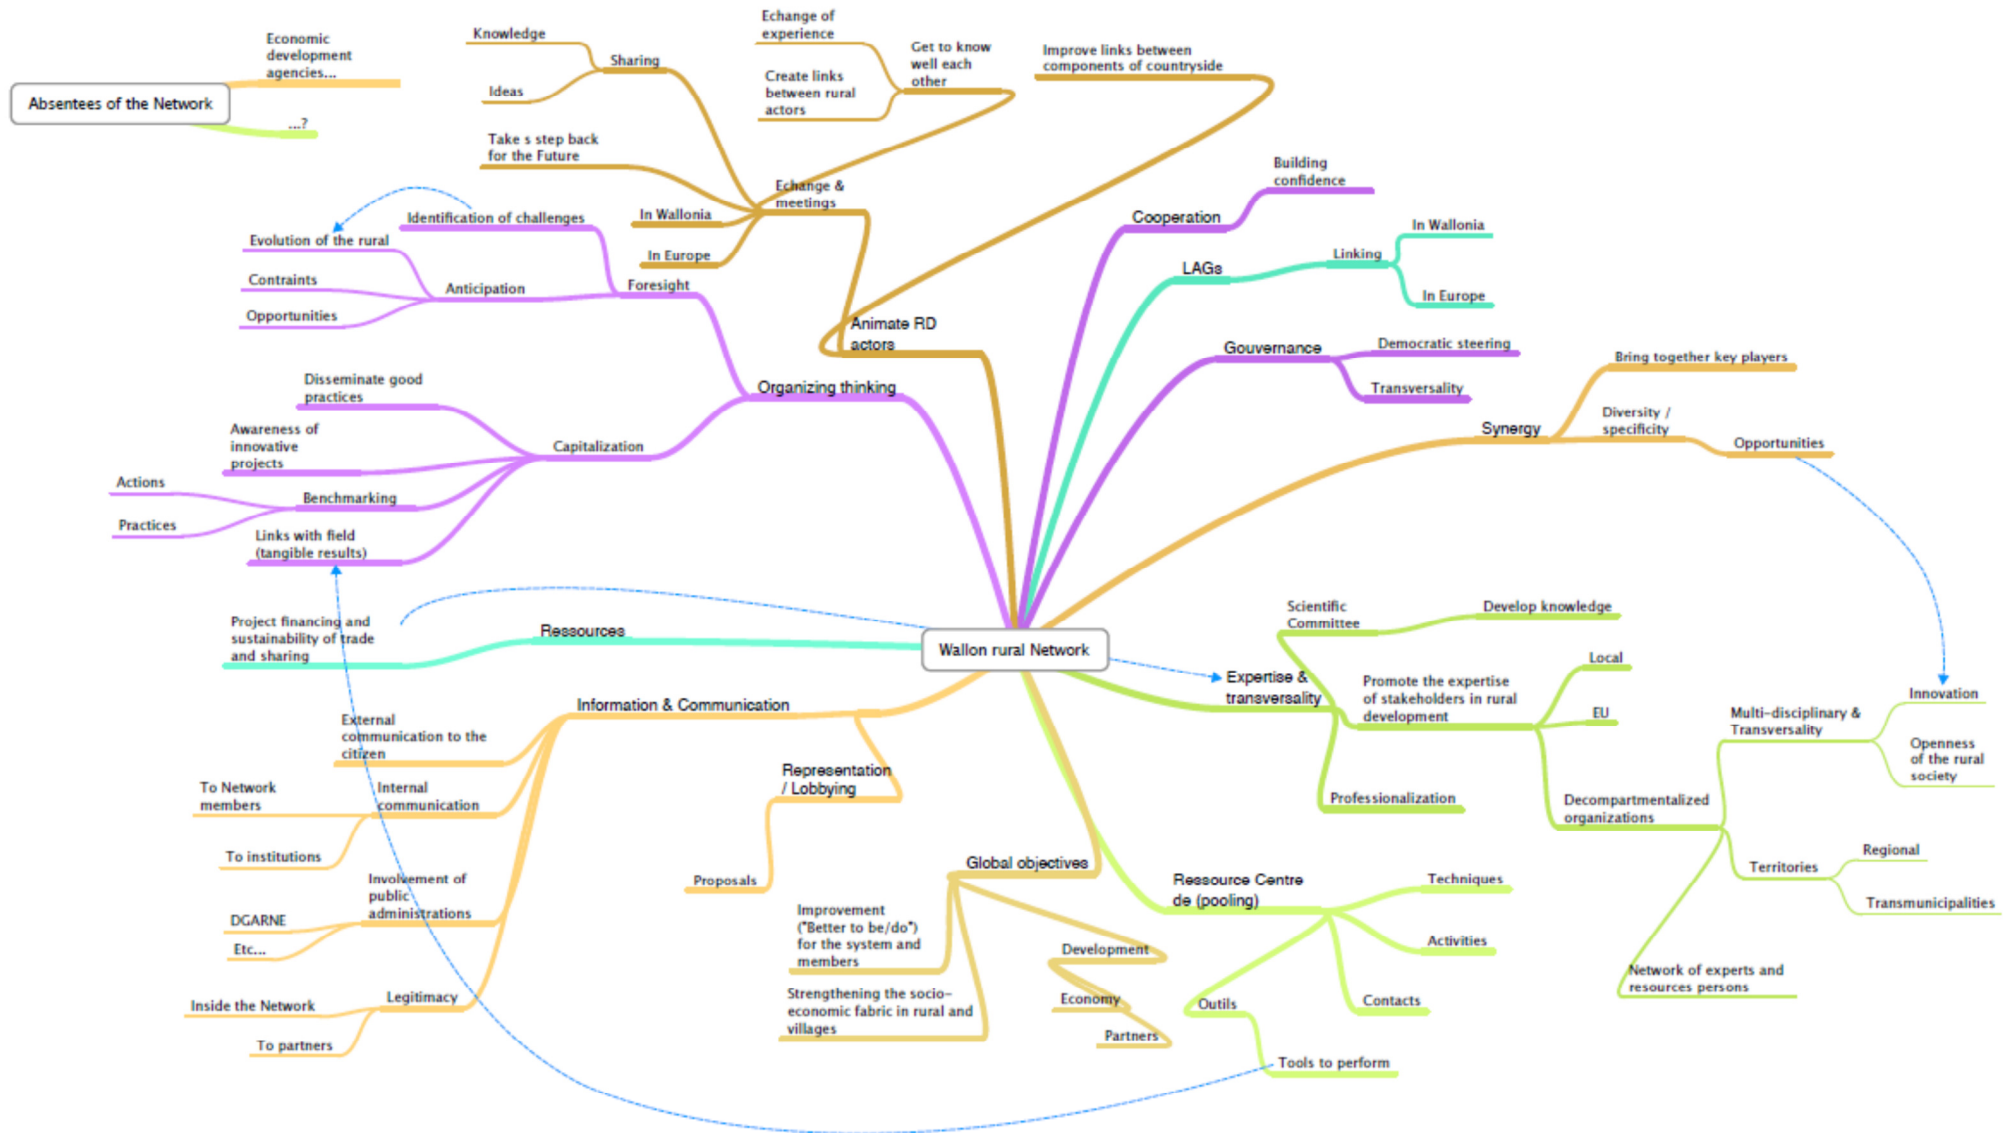 Absentees of the Network
Economic
development
agencies...
...?
Knowledge
Sharing
Ideas
Take s step back
for the Future
In Wallonia
In Europe
Echange &
meetings
Echange of
experience
Create links
between rural
actors
Get to know
well each
other
Improve links between
components of countryside
Animate RD
actors
Identification of challenges
Evolution of the rural
Contraints
Opportunities
Anticipation
Foresight
Organizing thinking
Disseminate good
practices
Awareness of
innovative
projects
Actions
Practices
Benchmarking
Links with field
(tangible results)
Capitalization
Project financing and
sustainability of trade
and sharing
Ressources
Wallon rural Network
Information & Communication
External
communication to the
citizen
To Network
members
To institutions
Internal
communication
Involvement of
public
administrations
DGARNE
Etc...
Legitimacy
Inside the Network
To partners
Representation
/ Lobbying
Proposals
Global objectives
Improvement
("Better to be/do")
for the system and
members
Strengthening the socio-
economic fabric in rural and
villages
Development
Economy
Partners
Ressource Centre
de (pooling)
Techniques
Activities
Contacts
Outils
Tools to perform
Cooperation
Building
confidence
LAGs
Linking
In Wallonia
In Europe
Gouvernance
Democratic steering
Transversality
Synergy
Bring together key players
Diversity /
specificity
Opportunities
Expertise &
transversality
Scientific
Committee
Develop knowledge
Promote the expertise
of stakeholders in rural
development
Local
EU
Professionalization
Decompartmentalized
organizations
Multi-disciplinary &
Transversality
Innovation
Openness
of the rural
society
Territories
Regional
Transmunicipalities
Network of experts and
resources persons